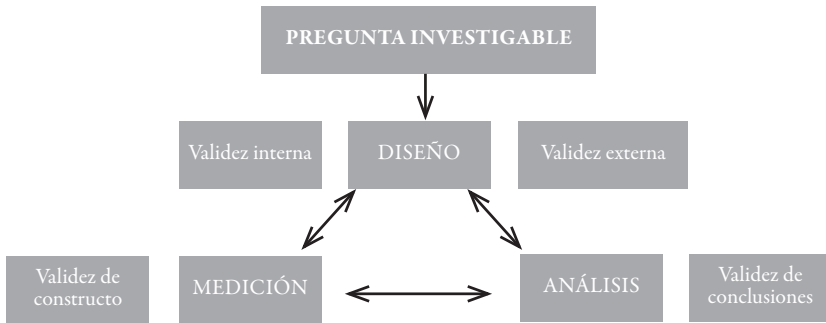 PREGUNTA INVESTIGABLE
Validez interna
DISEÑO
Validez externa
Validez de
constructo
MEDICIÓN
ANÁLISIS
Validez de
conclusiones